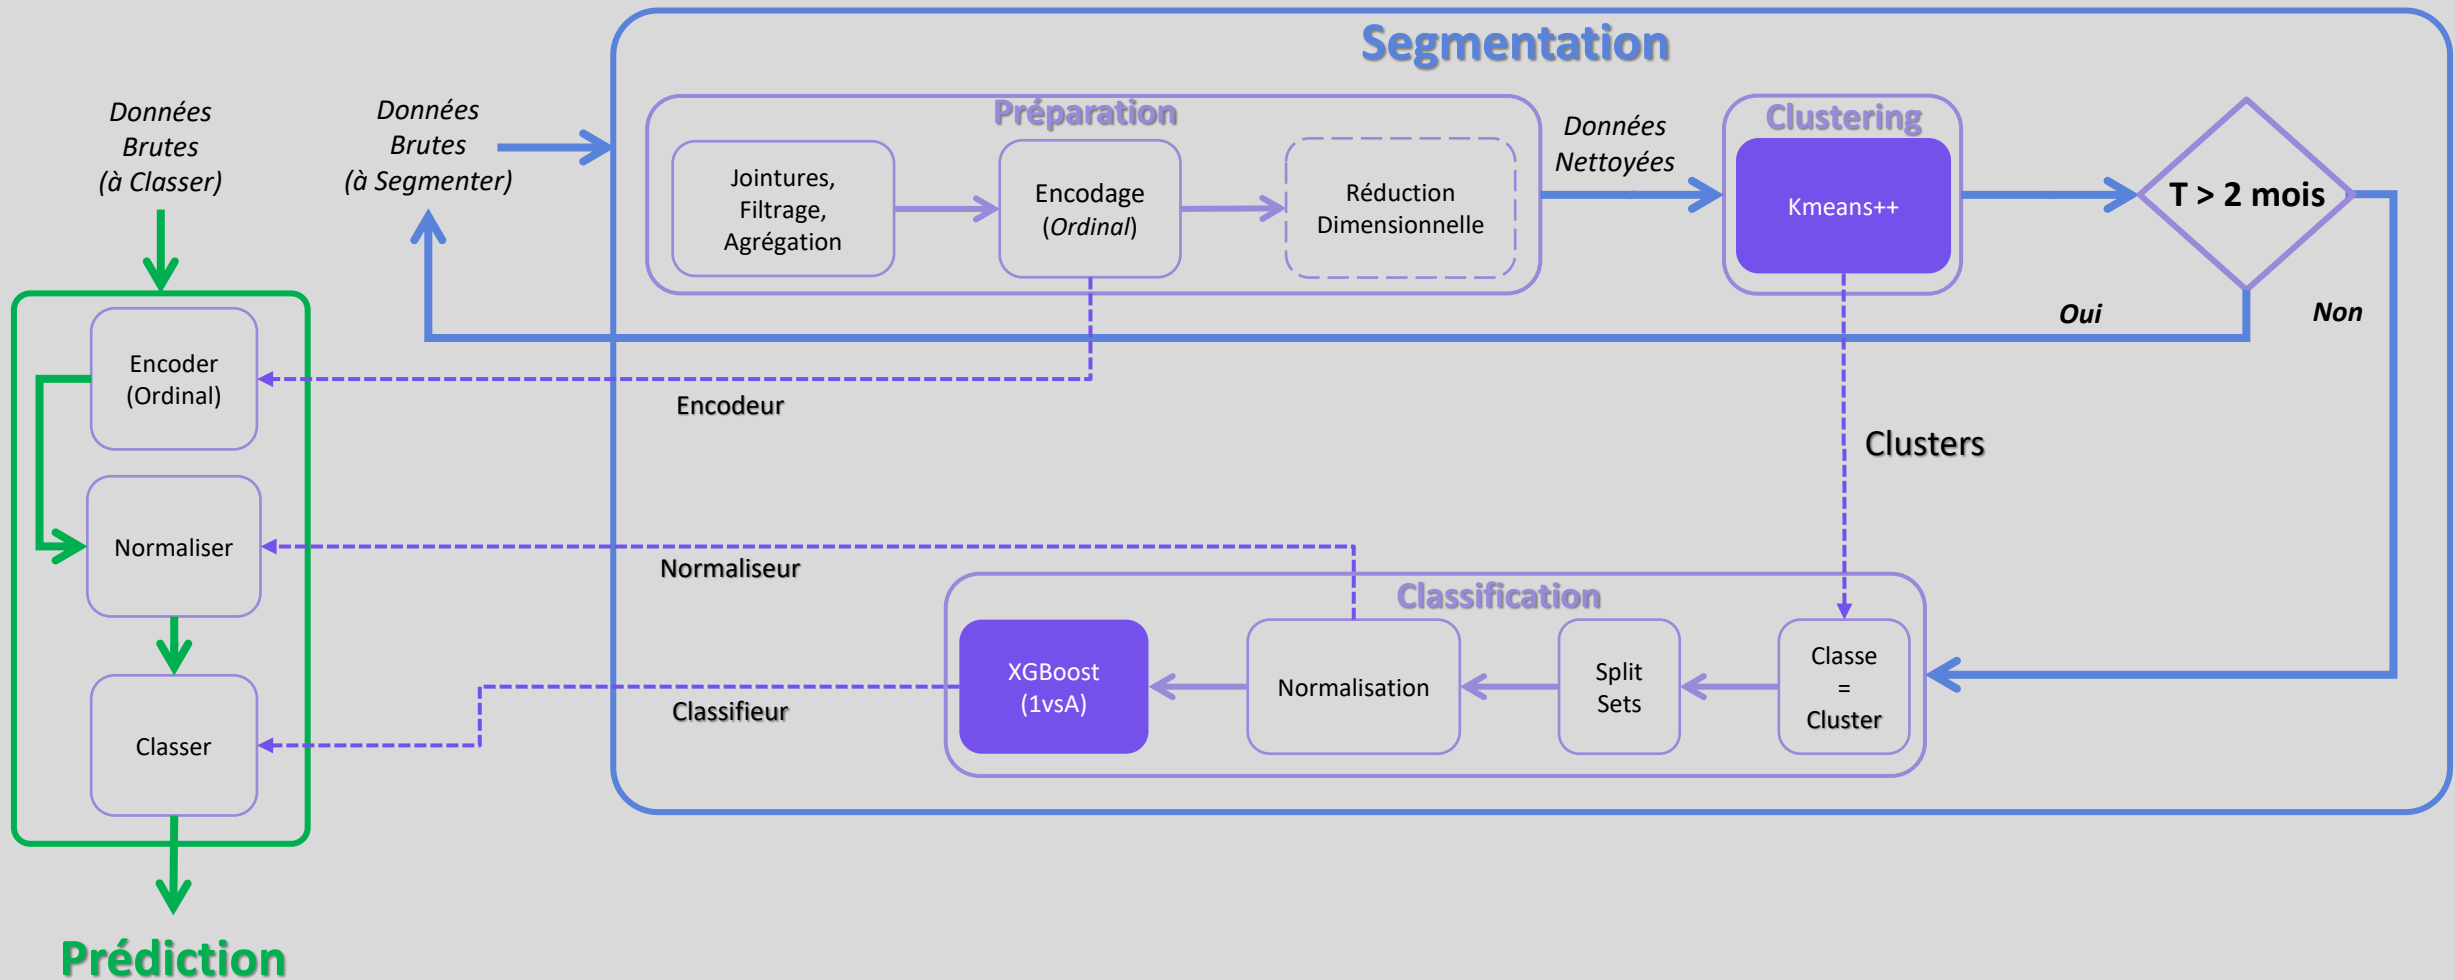 Segmentation
Données
Brutes
(à Classer)
Données
Brutes
(à Segmenter)
Préparation
Jointures,
Filtrage,
Agrégation
Encodage
(Ordinal)
Réduction
Dimensionnelle
Données
Nettoyées
Clustering
Kmeans++
T > 2 mois
Oui
Non
Encoder
(Ordinal)
Encodeur
Clusters
Normaliser
Normaliseur
Classification
XGBoost
(1vsA)
Normalisation
Split
Sets
Classe
=
Cluster
Classifieur
Classer
Prédiction